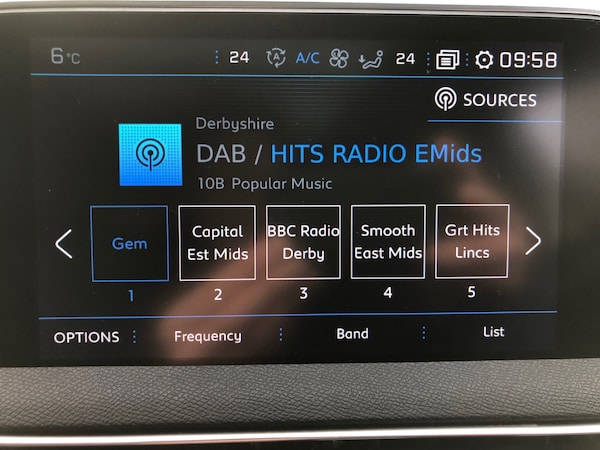 6°C 24 A A/C 24 09:58
SOURCES
Derbyshire
DAB / HITS RADIO EMids
10B Popular Music
Gem
Capital
Est Mids
BBC Radio
Derby
Smooth
East Mids
Grt Hits
Lincs
1 2 3 4 5
OPTIONS Frequency Band List